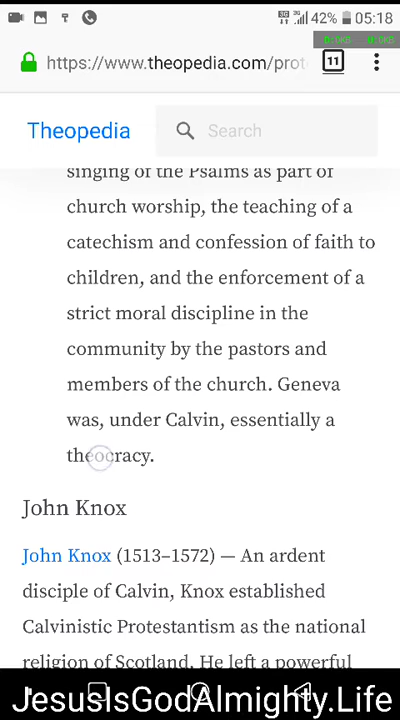 42% 05:18
https://www.theopedia.com/prot
11
Theopedia
Search
singing of the Psalms as part of
church worship, the teaching of a
catechism and confession of faith to
children, and the enforcement of a
strict moral discipline in the
community by the pastors and
members of the church. Geneva
was, under Calvin, essentially a
theocracy.
John Knox
John Knox (1513–1572) — An ardent
disciple of Calvin, Knox established
Calvinistic Protestantism as the national
religion of Scotland. He left a powerful
JesusIsGodAlmighty.Life